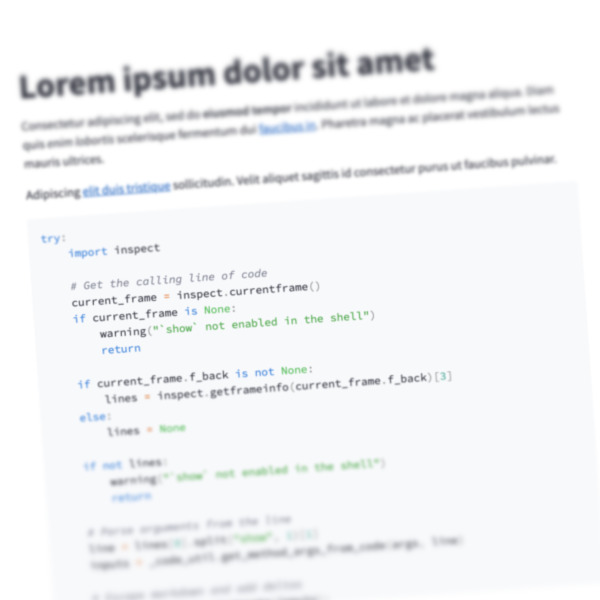 Lorem ipsum dolor sit amet
Consectetur adipiscing elit, sed do eiusmod tempor incididunt ut labore et dolore magna aliqua. Diam
quis enim lobortis scelerisque fermentum dui faucibus in. Pharetra magna ac placerat vestibulum lectus
mauris ultrices.
Adipiscing elit duis tristique sollicitudin. Velit aliquet sagittis id consectetur purus ut faucibus pulvinar.
try:
    import inspect
    # Get the calling line of code
    current_frame = inspect.currentframe()
    if current_frame is None:
        warning("`show` not enabled in the shell")
        return
    if current_frame.f_back is not None:
        lines = inspect.getframeinfo(current_frame.f_back)[3]
    else:
        lines = None
    if not lines:
        warning("`show` not enabled in the shell")
        return
    # Parse arguments from the line
    line = lines[0].split("show", 1)[1]
    inputs = _code_util.get_method_args_from_code(args, line)
    # Escape markdown and add deltas